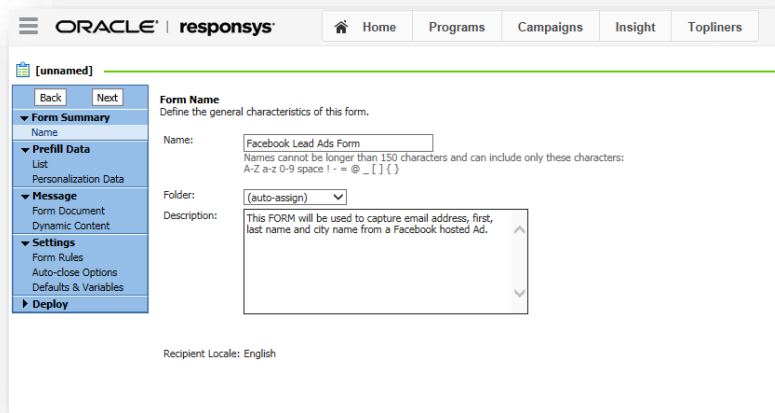 ORACLE | responsys
Home Programs Campaigns Insight Topliners
[unnamed]
Back Next
Form Summary
Name
Prefill Data
List
Personalization Data
Message
Form Document
Dynamic Content
Settings
Form Rules
Auto-close Options
Defaults & Variables
Deploy
Form Name
Define the general characteristics of this form.
Name: Facebook Lead Ads Form
Names cannot be longer than 150 characters and can include only these characters:
A-Z a-z 0-9 space ! - = @ _ [ ] { }
Folder: (auto-assign)
Description: This FORM will be used to capture email address, first,
last name and city name from a Facebook hosted Ad.
Recipient Locale: English